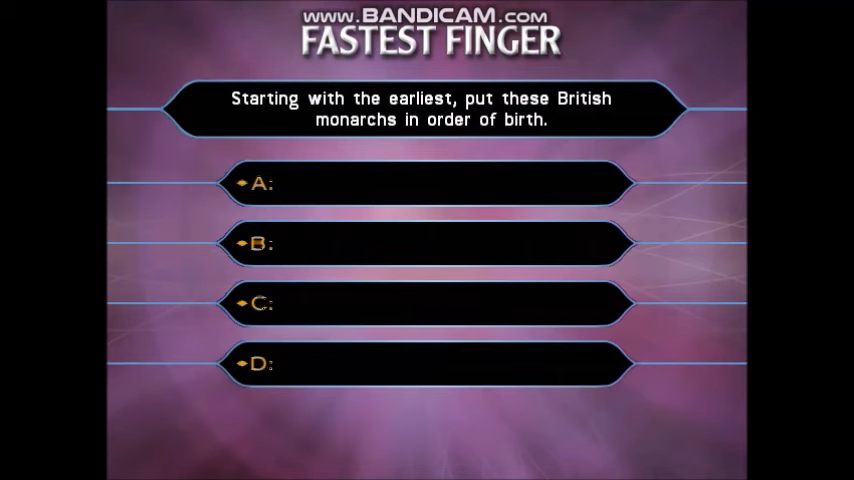 www.BANDICAM.com
FASTEST FINGER
Starting with the earliest, put these British
monarchs in order of birth.
A:
B:
C:
D: